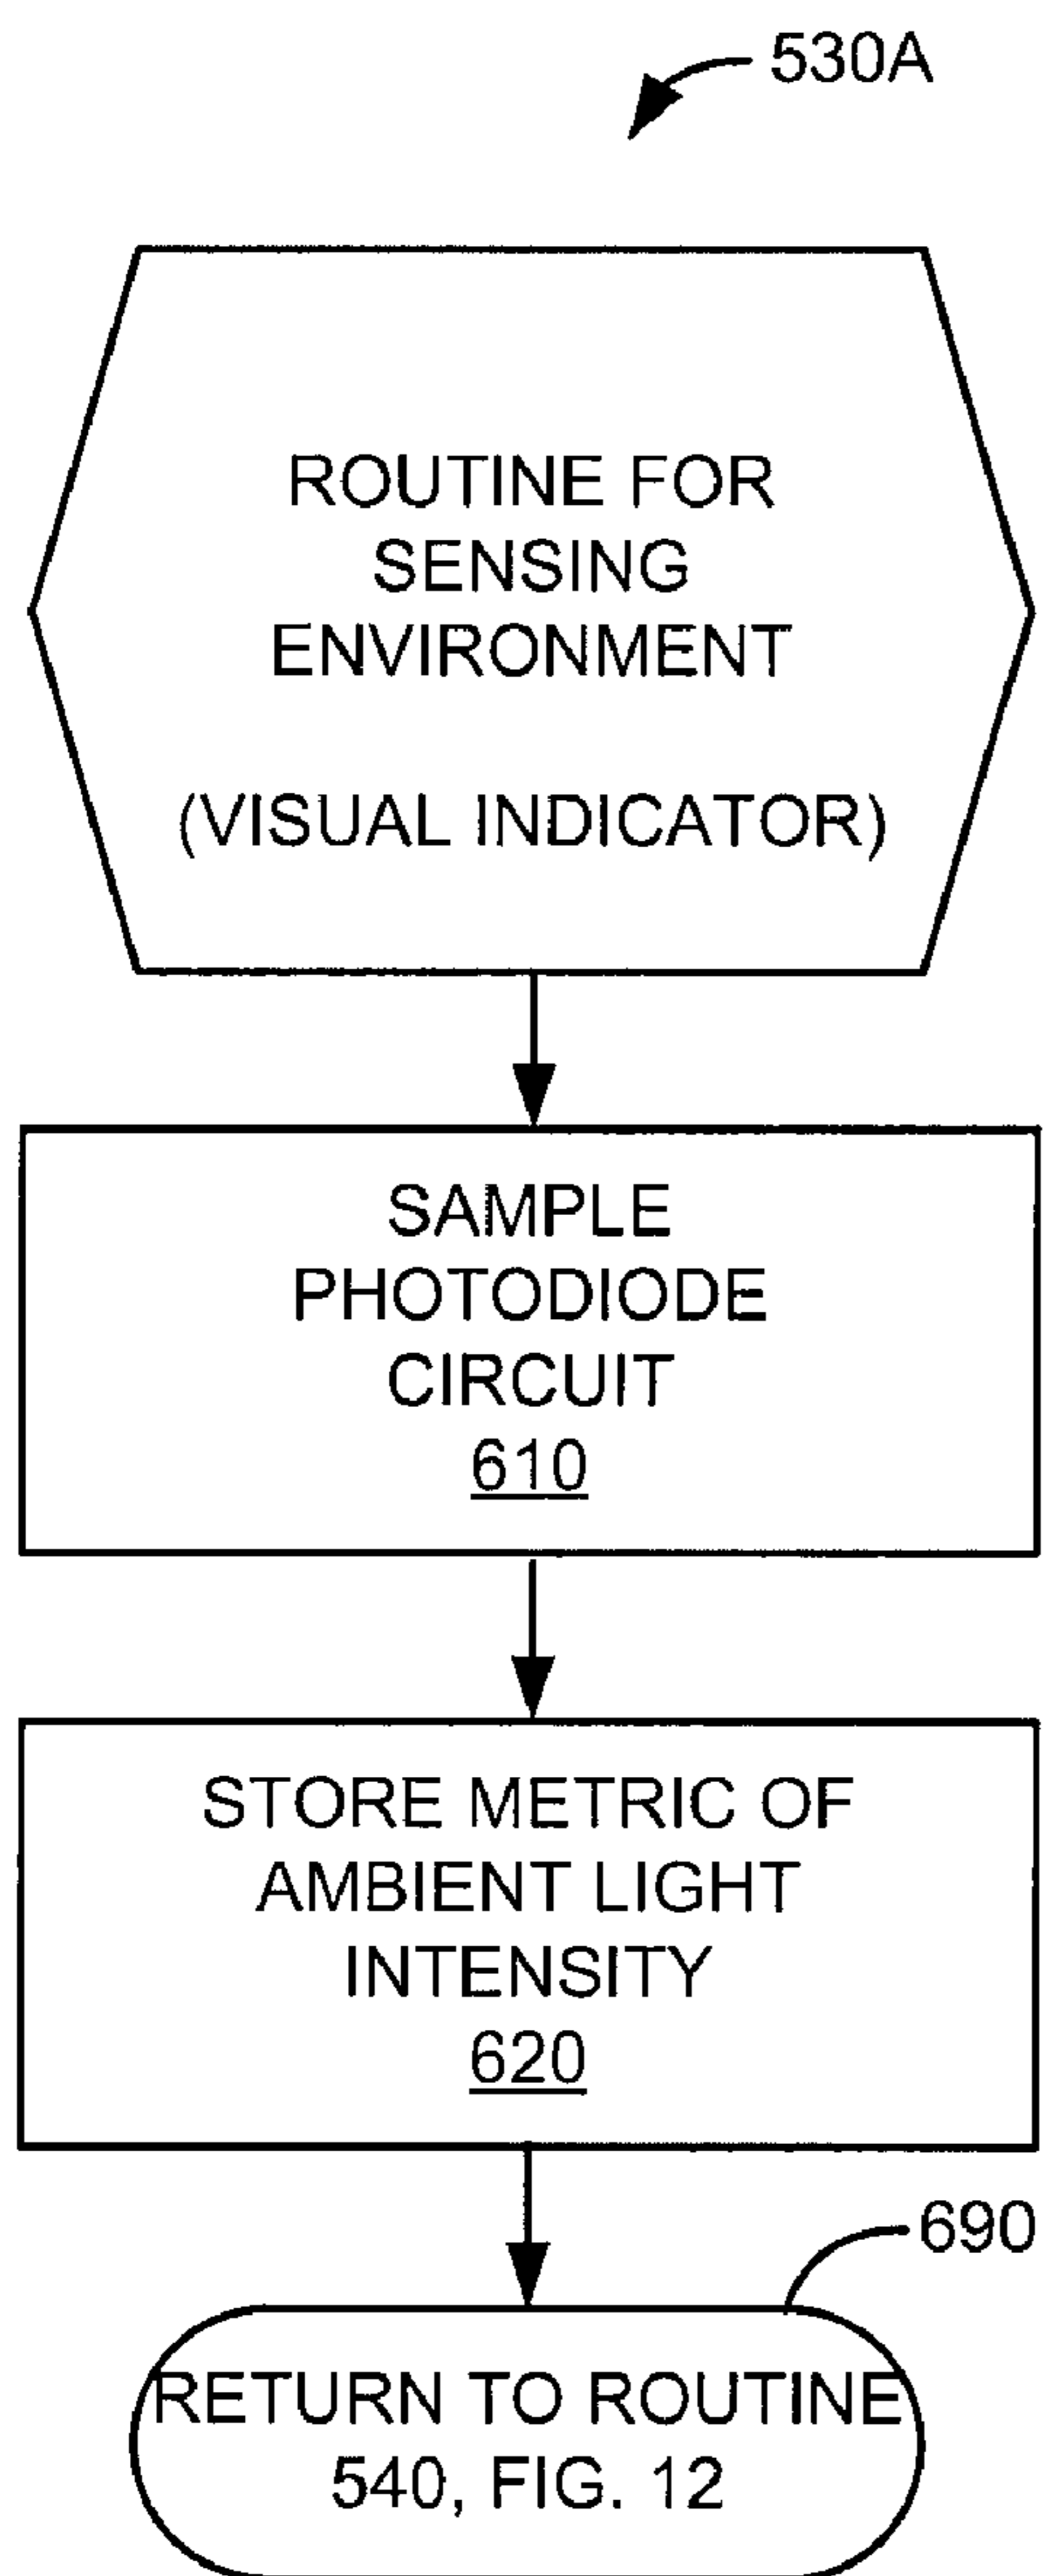 530A
ROUTINE FOR
SENSING
ENVIRONMENT
(VISUAL INDICATOR)
SAMPLE
PHOTODIODE
CIRCUIT
610
STORE METRIC OF
AMBIENT LIGHT
INTENSITY
620
690
RETURN TO ROUTINE
540, FIG. 12